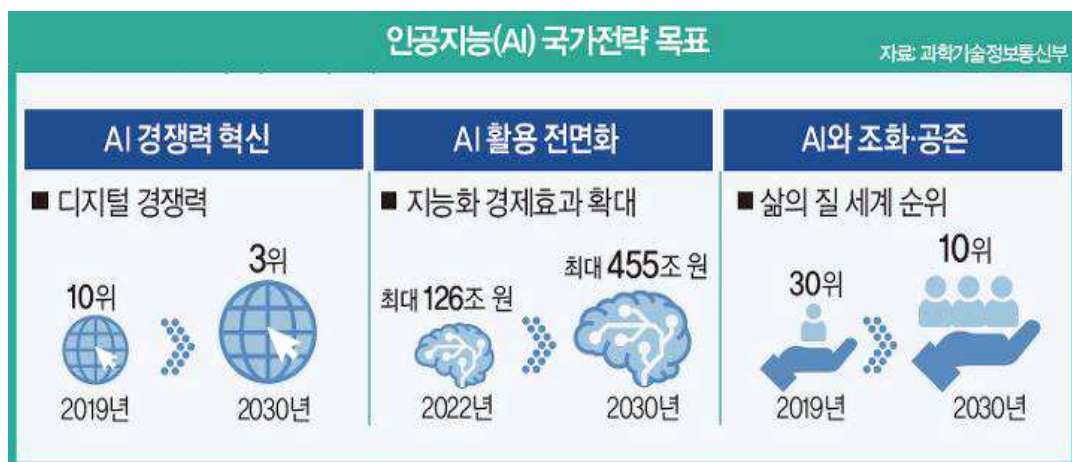 인공지능(AI) 국가전략 목표
자료: 과학기술정보통신부
AI 경쟁력 혁신
■ 디지털 경쟁력
10위
3위
2019년
2030년
AI 활용 전면화
■ 지능화 경제효과 확대
최대 126조 원
최대 455조 원
2022년
2030년
AI와 조화·공존
■ 삶의 질 세계 순위
30위
10위
2019년
2030년